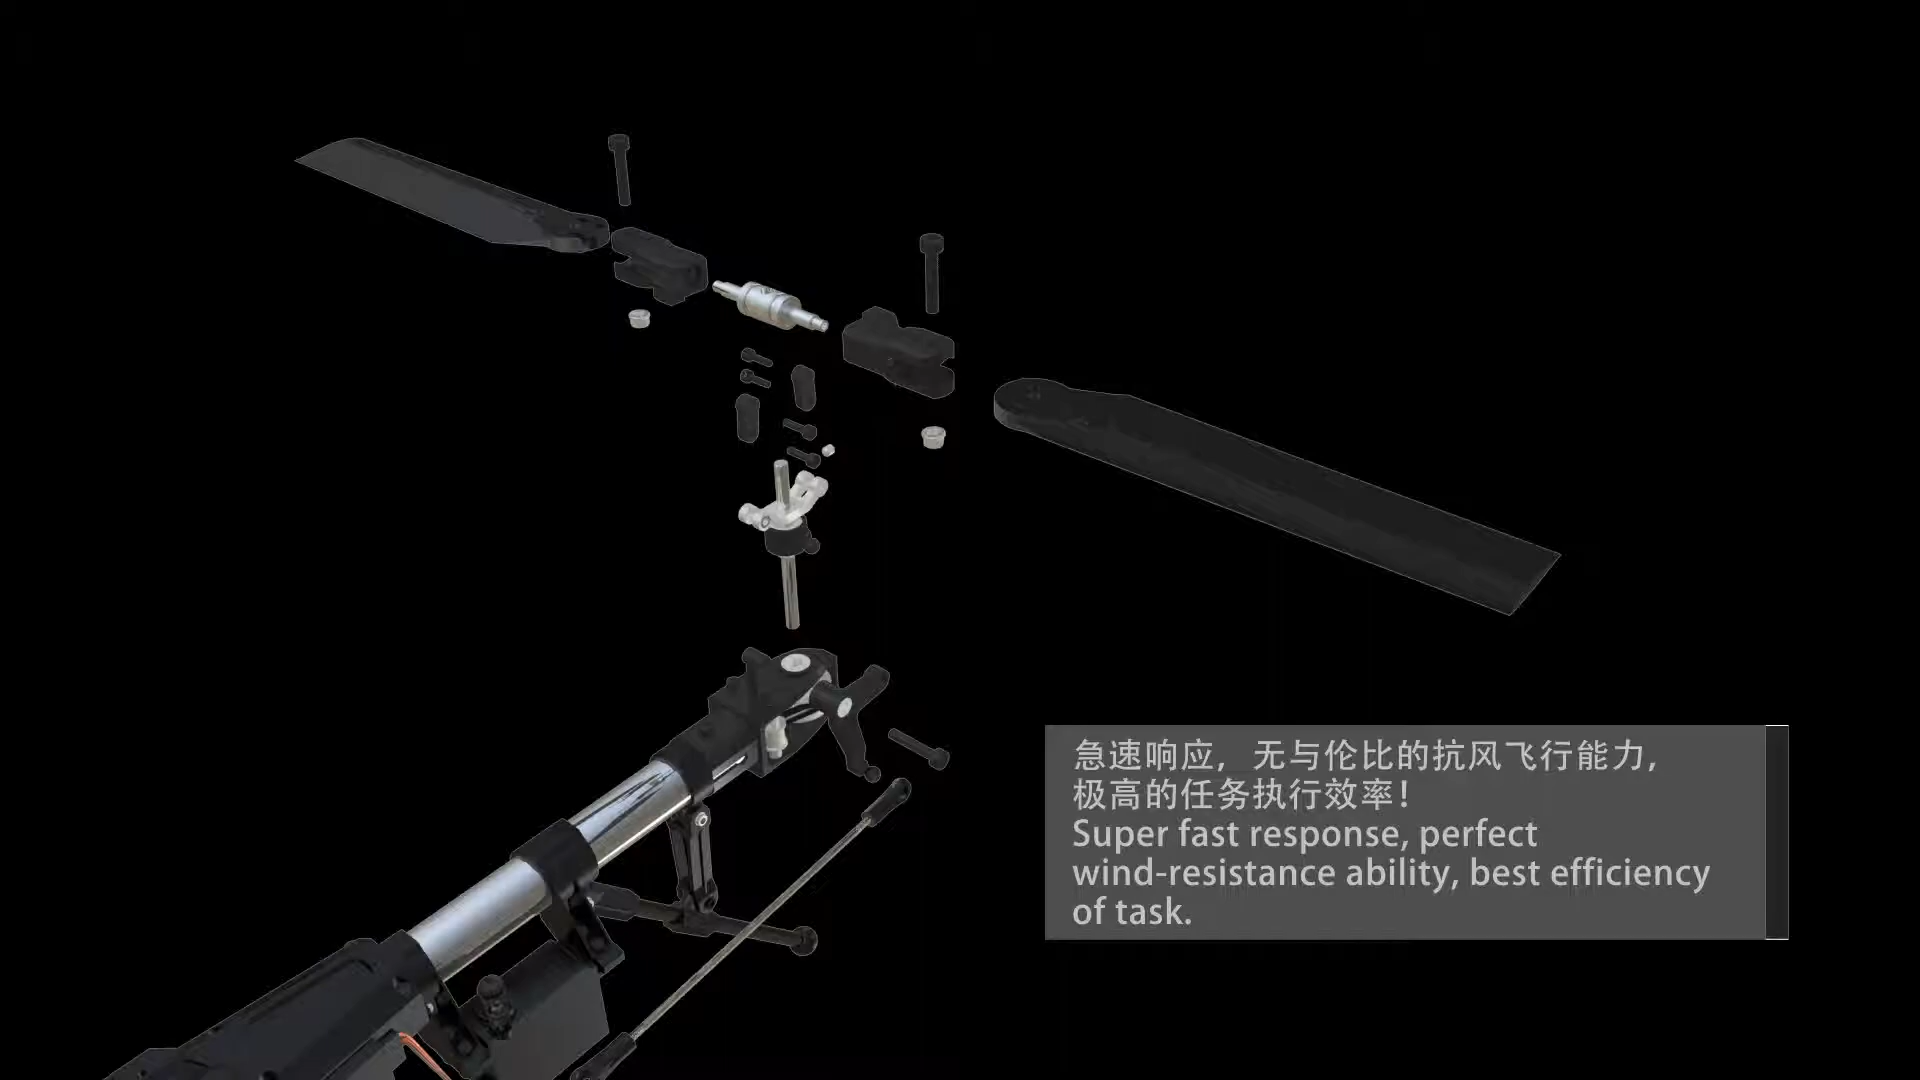 急速响应，无与伦比的抗风飞行能力，
极高的任务执行效率！
Super fast response, perfect
wind-resistance ability, best efficiency
of task.